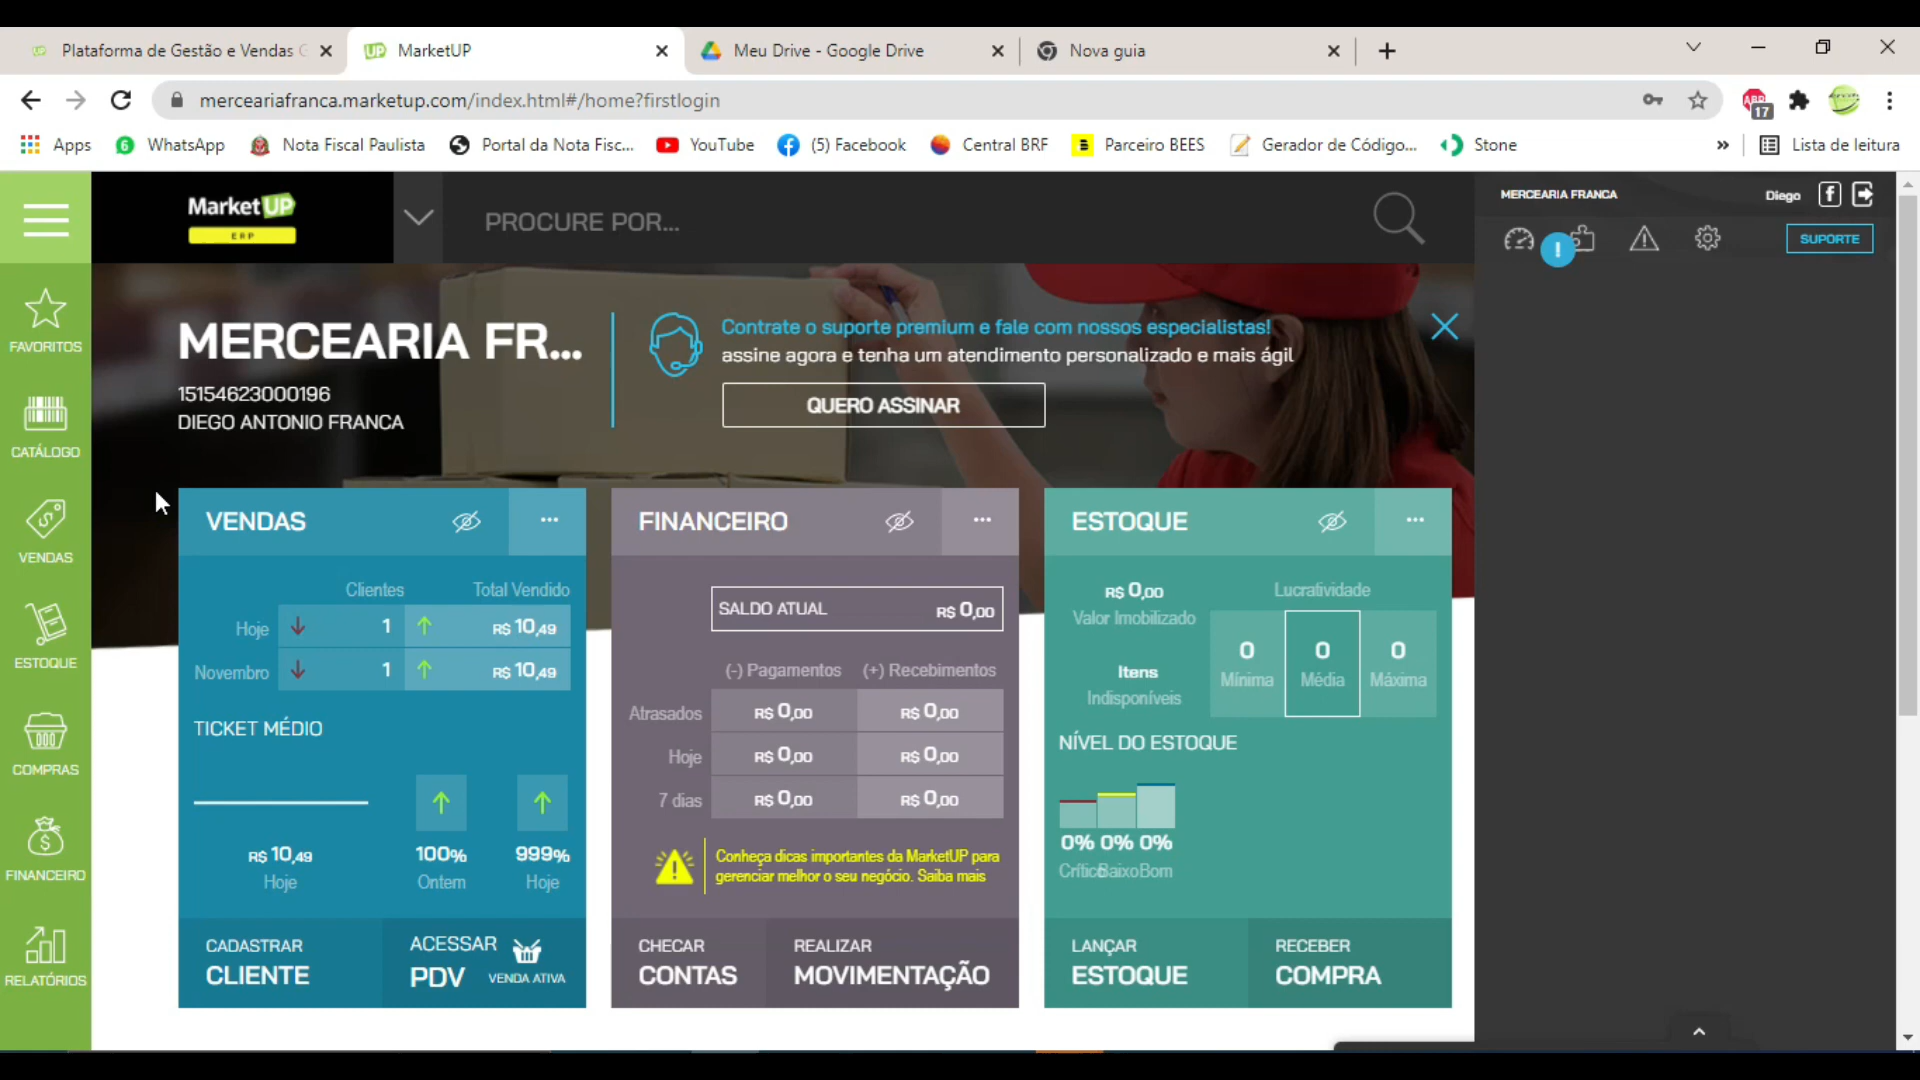 Plataforma de Gestão e Vendas
MarketUP
Meu Drive - Google Drive
Nova guia
merceariafranca.marketup.com/index.html#/home?firstlogin
ABP
17
Apps
6
WhatsApp
Nota Fiscal Paulista
Portal da Nota Fisc...
YouTube
(5) Facebook
Central BRF
Parceiro BEES
Gerador de Código...
Stone
»
Lista de leitura
MarketUP
ERP
PROCURE POR...
MERCEARIA FRANCA
Diego
SUPORTE
FAVORITOS
CATÁLOGO
VENDAS
ESTOQUE
COMPRAS
FINANCEIRO
RELATÓRIOS
MERCEARIA FR...
15154623000196
DIEGO ANTONIO FRANCA
Contrate o suporte premium e fale com nossos especialistas!
assine agora e tenha um atendimento personalizado e mais ágil
QUERO ASSINAR
VENDAS
...
Clientes
Total Vendido
Hoje
1
R$ 10,49
Novembro
1
R$ 10,49
TICKET MÉDIO
R$ 10,49
100%
999%
Hoje
Ontem
Hoje
CADASTRAR
CLIENTE
ACESSAR
PDV
VENDA ATIVA
FINANCEIRO
...
SALDO ATUAL
R$ 0,00
(-) Pagamentos
(+) Recebimentos
Atrasados
R$ 0,00
R$ 0,00
Hoje
R$ 0,00
R$ 0,00
7 dias
R$ 0,00
R$ 0,00
Conheça dicas importantes da MarketUP para
gerenciar melhor o seu negócio. Saiba mais
CHECAR
CONTAS
REALIZAR
MOVIMENTAÇÃO
ESTOQUE
...
R$ 0,00
Valor Imobilizado
Lucratividade
Itens
Indisponíveis
0
Mínima
0
Média
0
Máxima
NÍVEL DO ESTOQUE
0% 0% 0%
Crítico
Baixo
Bom
LANÇAR
ESTOQUE
RECEBER
COMPRA